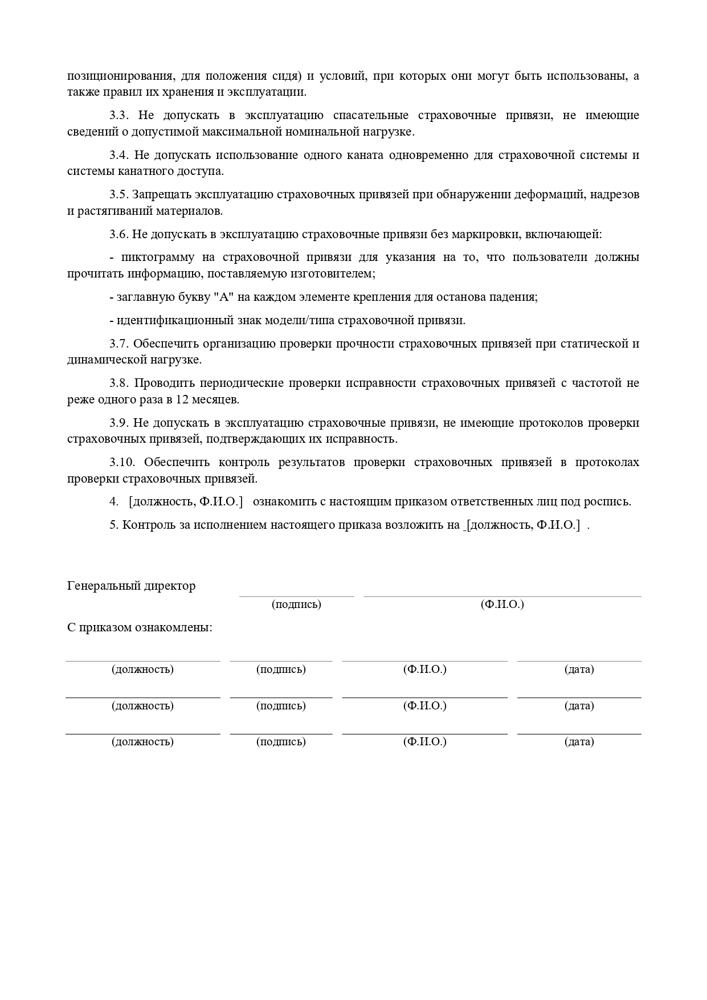 позиционирования, для положения сидя) и условий, при которых они могут быть использованы, а
также правил их хранения и эксплуатации.
3.3. Не допускать в эксплуатацию спасательные страховочные привязи, не имеющие
сведений о допустимой максимальной номинальной нагрузке.
3.4. Не допускать использование одного каната одновременно для страховочной системы и
системы канатного доступа.
3.5. Запрещать эксплуатацию страховочных привязей при обнаружении деформаций, надрезов
и растягиваний материалов.
3.6. Не допускать в эксплуатацию страховочные привязи без маркировки, включающей:
- пиктограмму на страховочной привязи для указания на то, что пользователи должны
прочитать информацию, поставляемую изготовителем;
- заглавную букву "А" на каждом элементе крепления для останова падения;
- идентификационный знак модели/типа страховочной привязи.
3.7. Обеспечить организацию проверки прочности страховочных привязей при статической и
динамической нагрузке.
3.8. Проводить периодические проверки исправности страховочных привязей с частотой не
реже одного раза в 12 месяцев.
3.9. Не допускать в эксплуатацию страховочные привязи, не имеющие протоколов проверки
страховочных привязей, подтверждающих их исправность.
3.10. Обеспечить контроль результатов проверки страховочных привязей в протоколах
проверки страховочных привязей.
4. [должность, Ф.И.О.] ознакомить с настоящим приказом ответственных лиц под роспись.
5. Контроль за исполнением настоящего приказа возложить на _[должность, Ф.И.О.] .
Генеральный директор
(подпись) (Ф.И.О.)
С приказом ознакомлены:
(должность) (подпись) (Ф.И.О.) (дата)
(должность) (подпись) (Ф.И.О.) (дата)
(должность) (подпись) (Ф.И.О.) (дата)